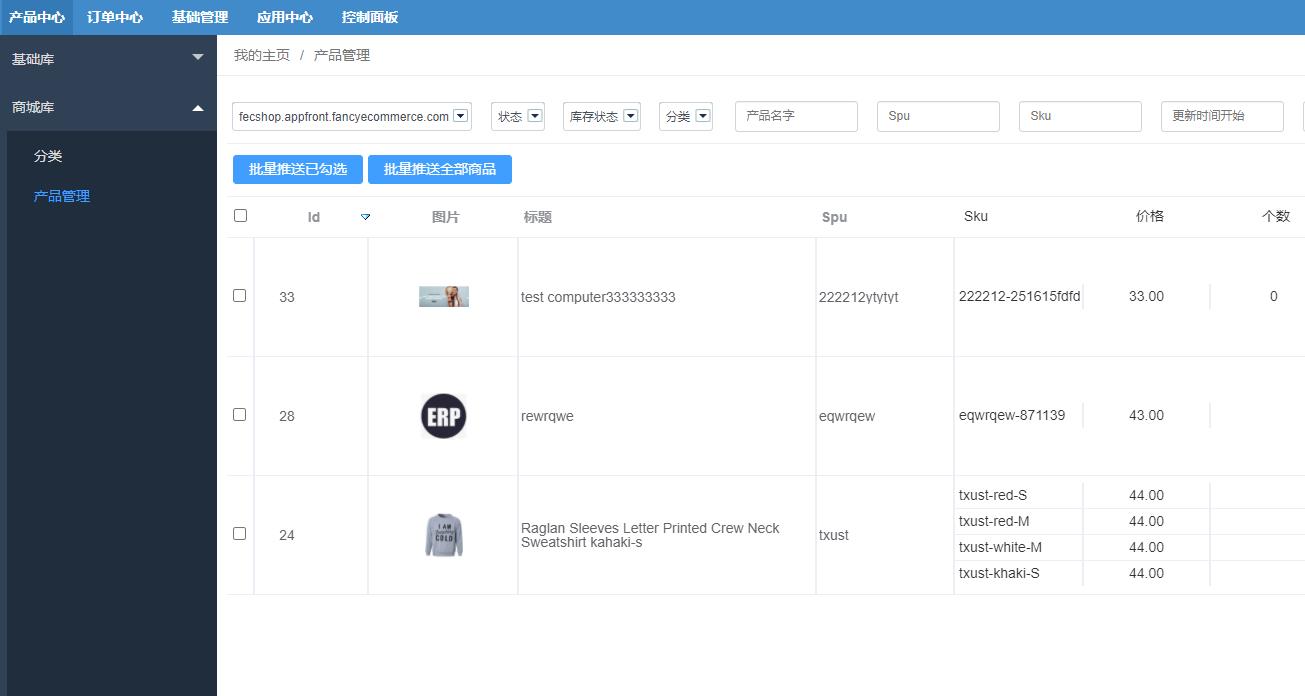 产品中心 订单中心 基础管理 应用中心 控制面板
基础库
商城库
分类
产品管理
我的主页 / 产品管理
fecshop.appfront.fancyecommerce.com 状态 库存状态 分类 产品名字 Spu Sku 更新时间开始
批量推送已勾选 批量推送全部商品
Id 图片 标题 Spu Sku 价格 个数
33 test computer333333333 222212ytytyt 222212-251615fdfd 33.00 0
28 ERP rewrqwe eqwrqew eqwrqew-871139 43.00
24 I AM COLD Raglan Sleeves Letter Printed Crew Neck
Sweatshirt kahaki-s txust
txust-red-S 44.00
txust-red-M 44.00
txust-white-M 44.00
txust-khaki-S 44.00